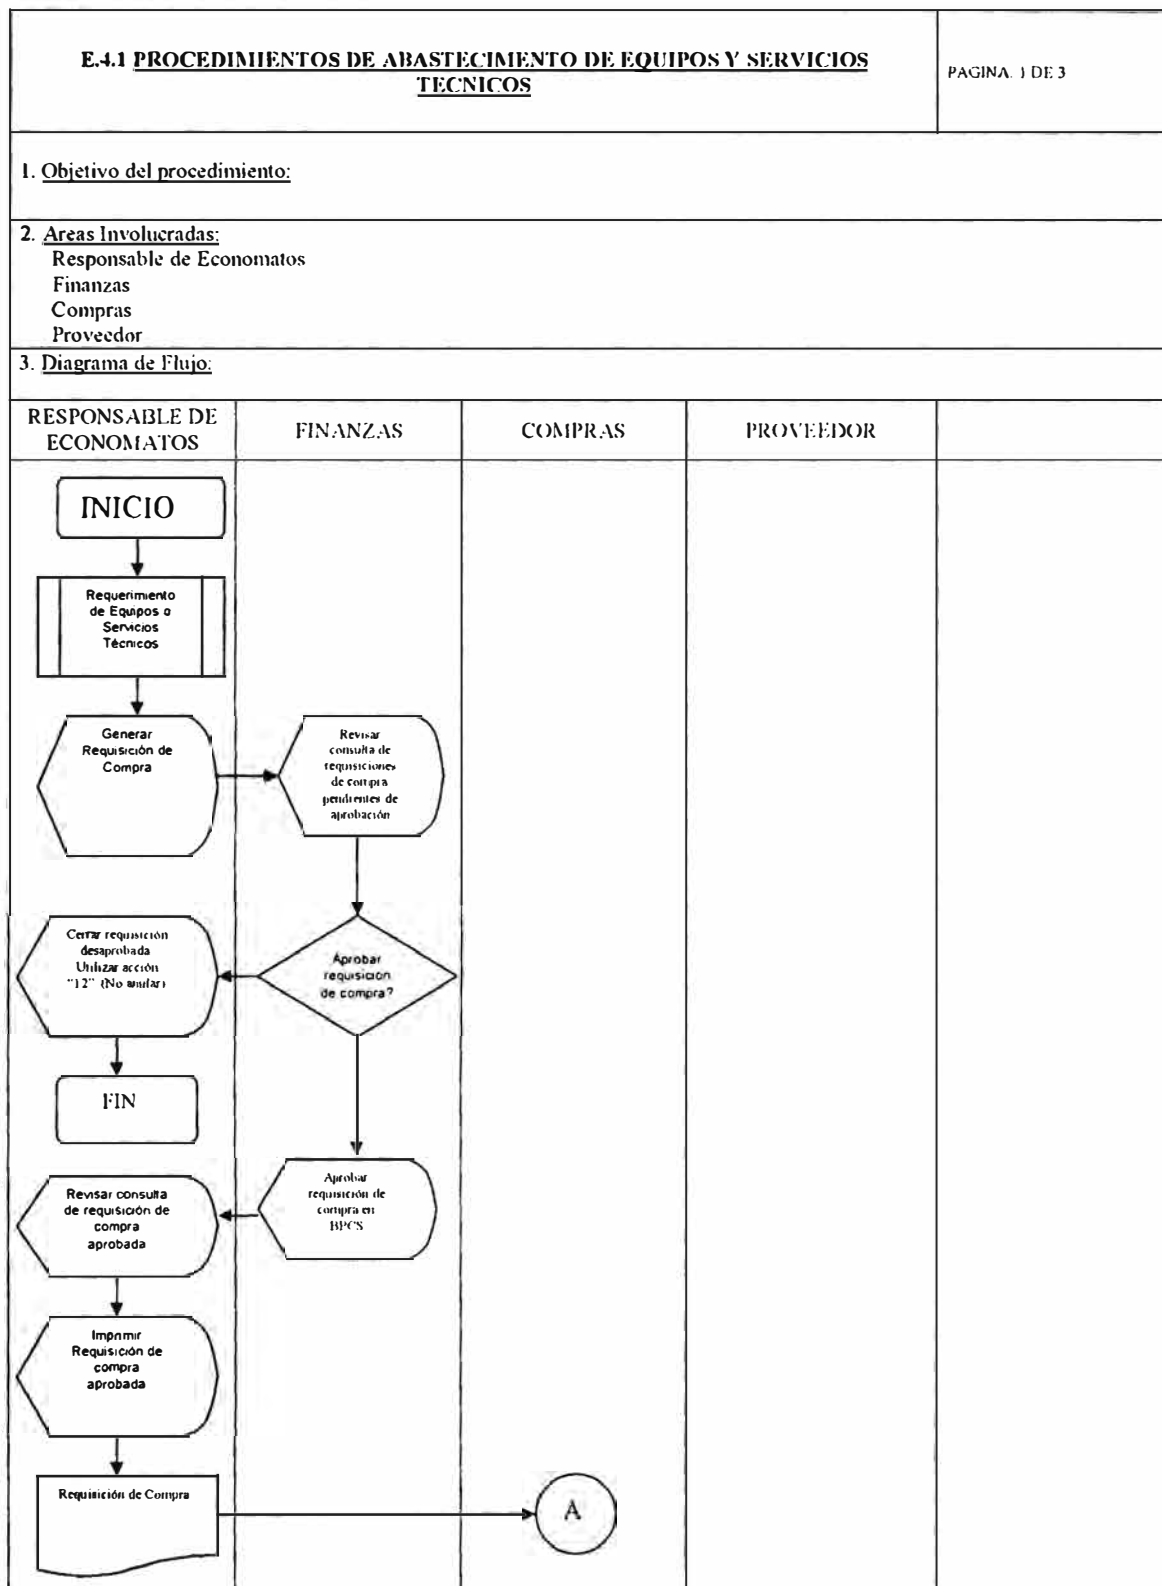 E.4.1 PROCEDIMIENTOS DE ABASTECIMENTO DE EQUIPOS Y SERVICIOS
TECNICOS
PAGINA. 1 DE 3
1. Objetivo del procedimiento:
2. Areas Involucradas:
Responsable de Economatos
Finanzas
Compras
Proveedor
3. Diagrama de Flujo:
RESPONSABLE DE
ECONOMATOS
FINANZAS
COMPRAS
PROVEEDOR
INICIO
Requerimiento
de Equipos o
Servicios
Técnicos
Generar
Requisición de
Compra
Revisar
consulta de
requisiciones
de compra
pendientes de
aprobación
Cerrar requisición
desaprobada
Utilizar acción
"12" (No anular)
Aprobar
requisición
de compra?
FIN
Aprobar
requisición de
compra en
BPCS
Revisar consulta
de requisición de
compra
aprobada
Imprimir
Requisición de
compra
aprobada
Requisición de Compra
A